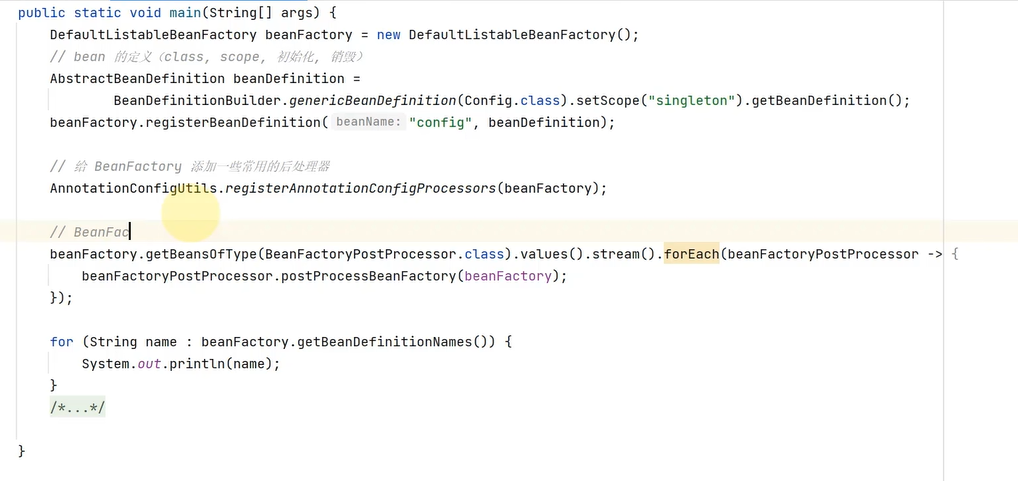 public static void main(String[] args) {
DefaultListableBeanFactory beanFactory = new DefaultListableBeanFactory();
// bean 的定义（class, scope, 初始化, 销毁）
AbstractBeanDefinition beanDefinition =
BeanDefinitionBuilder.genericBeanDefinition(Config.class).setScope("singleton").getBeanDefinition();
beanFactory.registerBeanDefinition( beanName: "config", beanDefinition);
// 给 BeanFactory 添加一些常用的后处理器
AnnotationConfigUtils.registerAnnotationConfigProcessors(beanFactory);
// BeanFac
beanFactory.getBeansOfType(BeanFactoryPostProcessor.class).values().stream().forEach(beanFactoryPostProcessor -> {
beanFactoryPostProcessor.postProcessBeanFactory(beanFactory);
});
for (String name : beanFactory.getBeanDefinitionNames()) {
System.out.println(name);
}
/*...*/
}